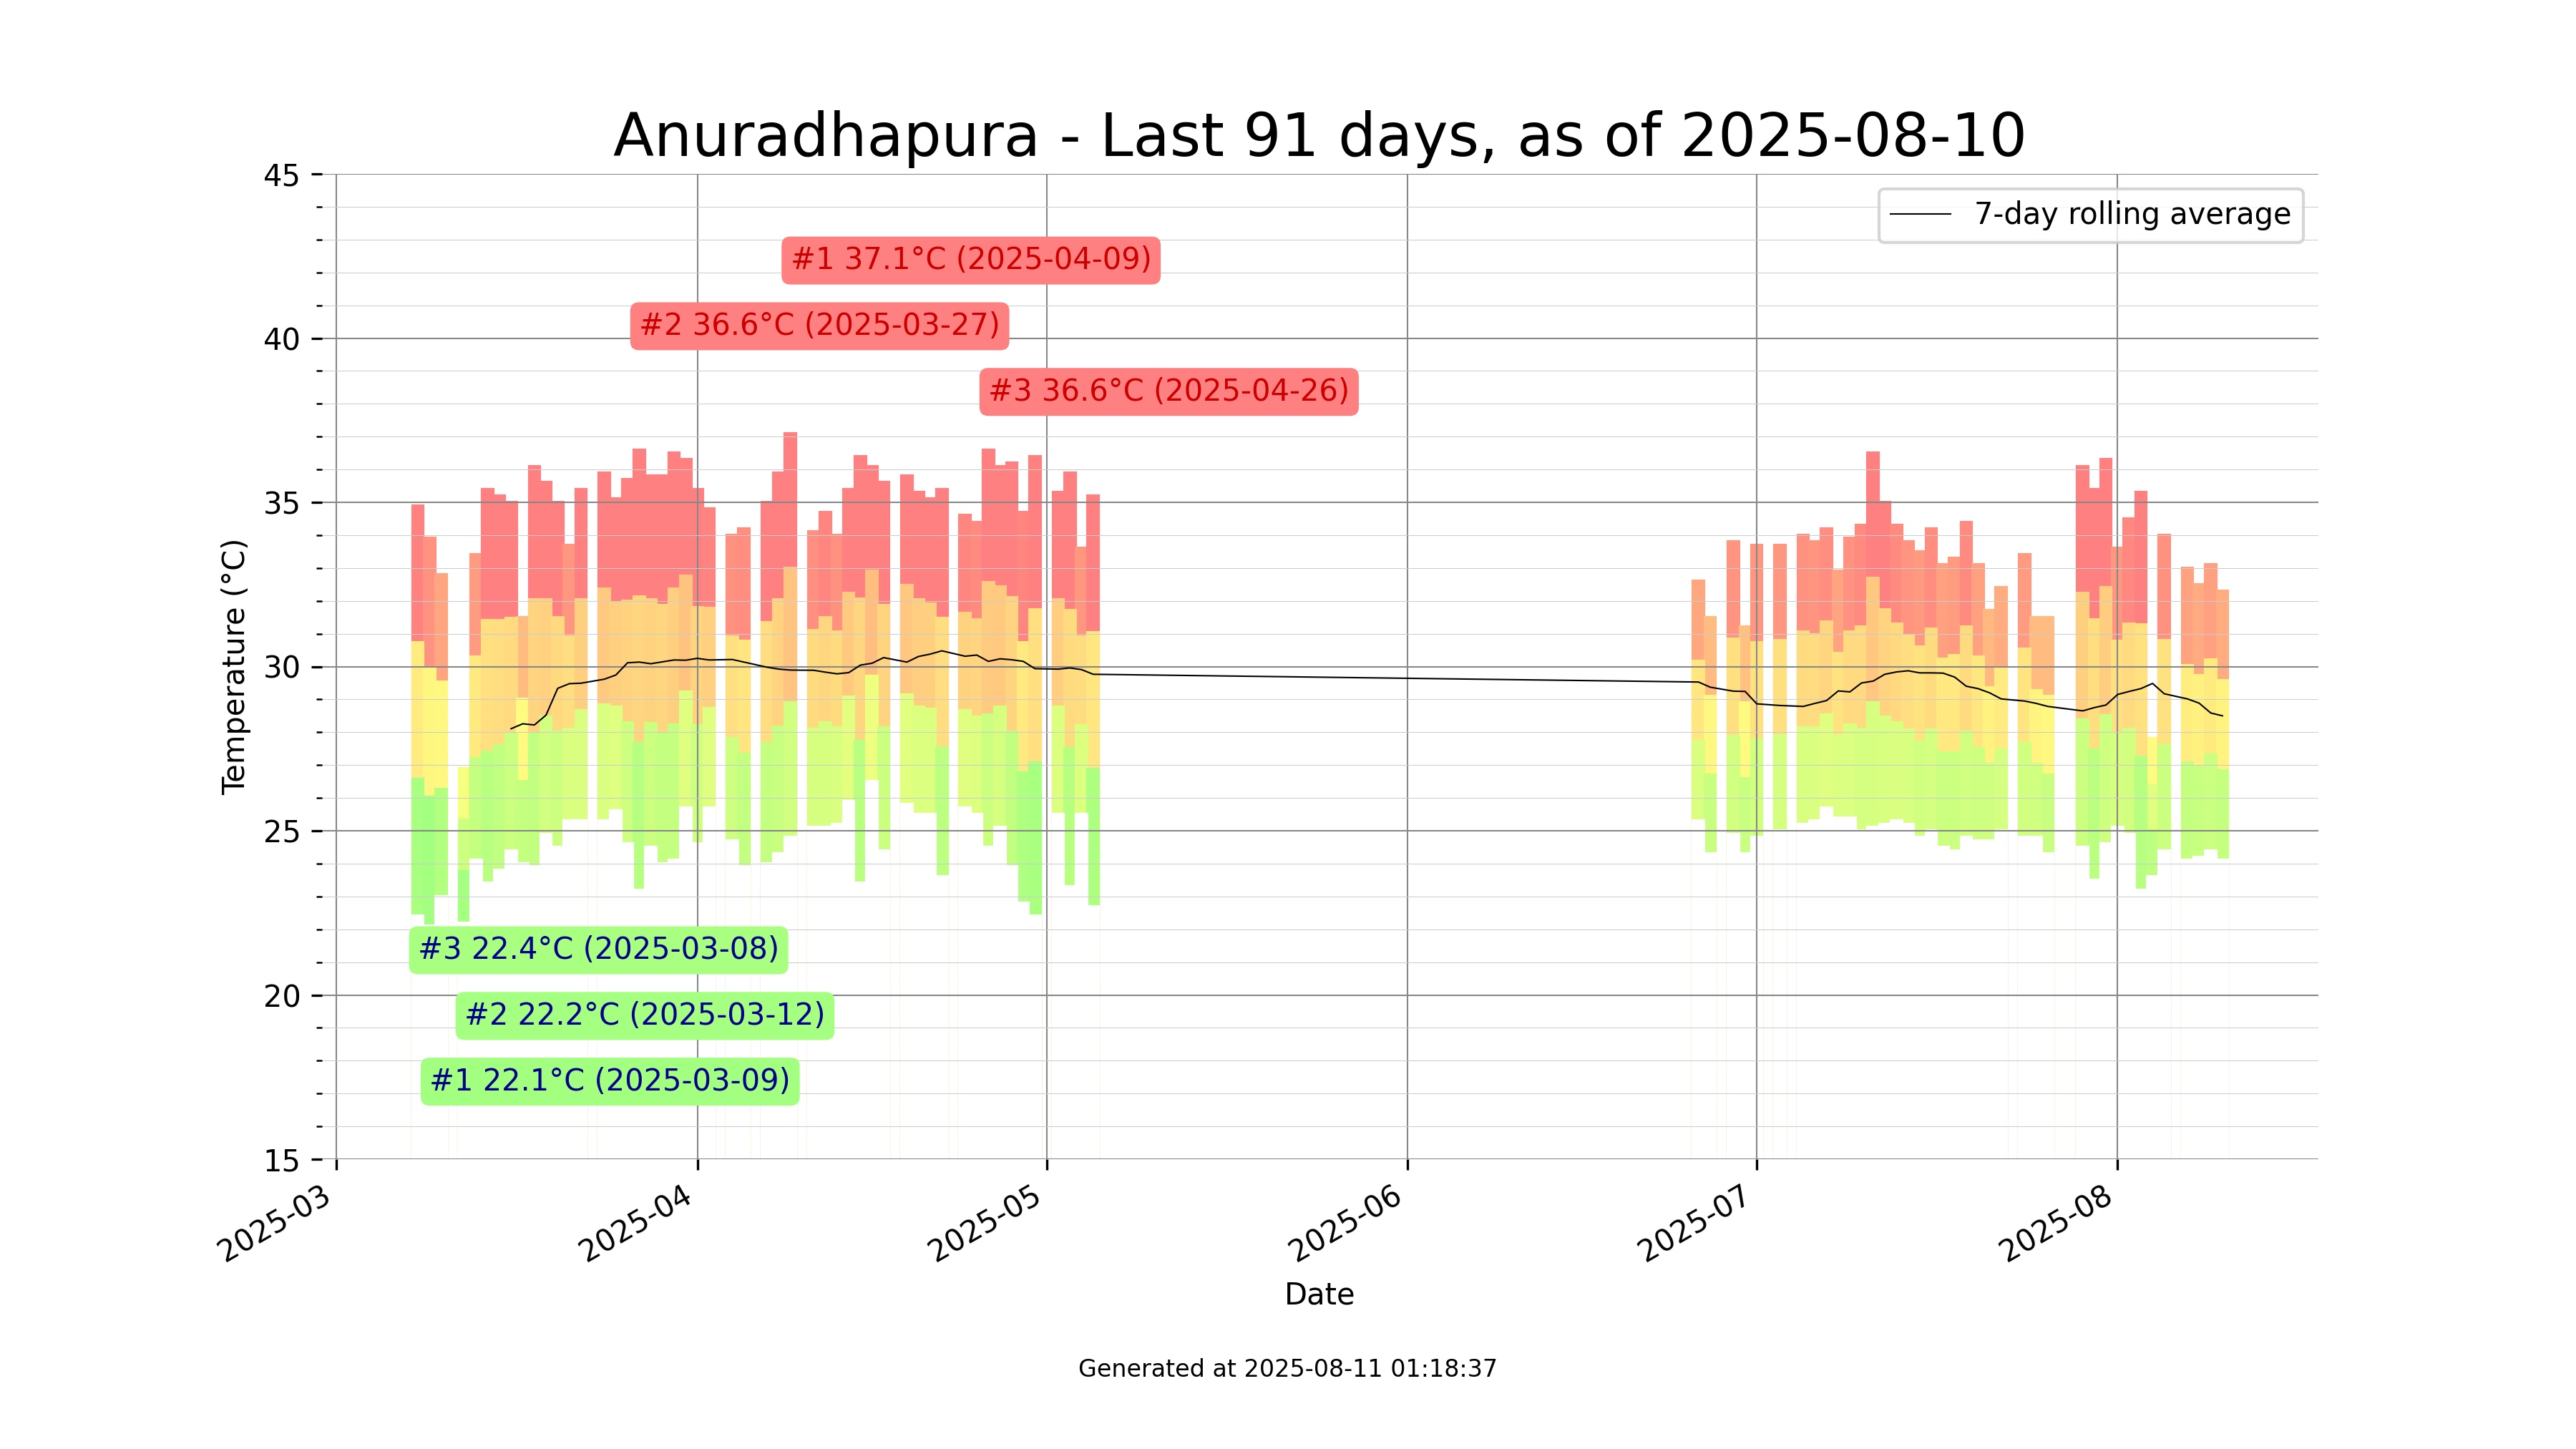 Anuradhapura - Last 91 days, as of 2025-08-10
45
7-day rolling average
#1 37.1°C (2025-04-09)
#2 36.6°C (2025-03-27)
40
#3 36.6°C (2025-04-26)
35
Temperature (°C)
30
25
#3 22.4°C (2025-03-08)
20
#2 22.2°C (2025-03-12)
#1 22.1°C (2025-03-09)
15
2025-03
2025-04
2025-05
2025-06
2025-07
2025-08
Date
Generated at 2025-08-11 01:18:37